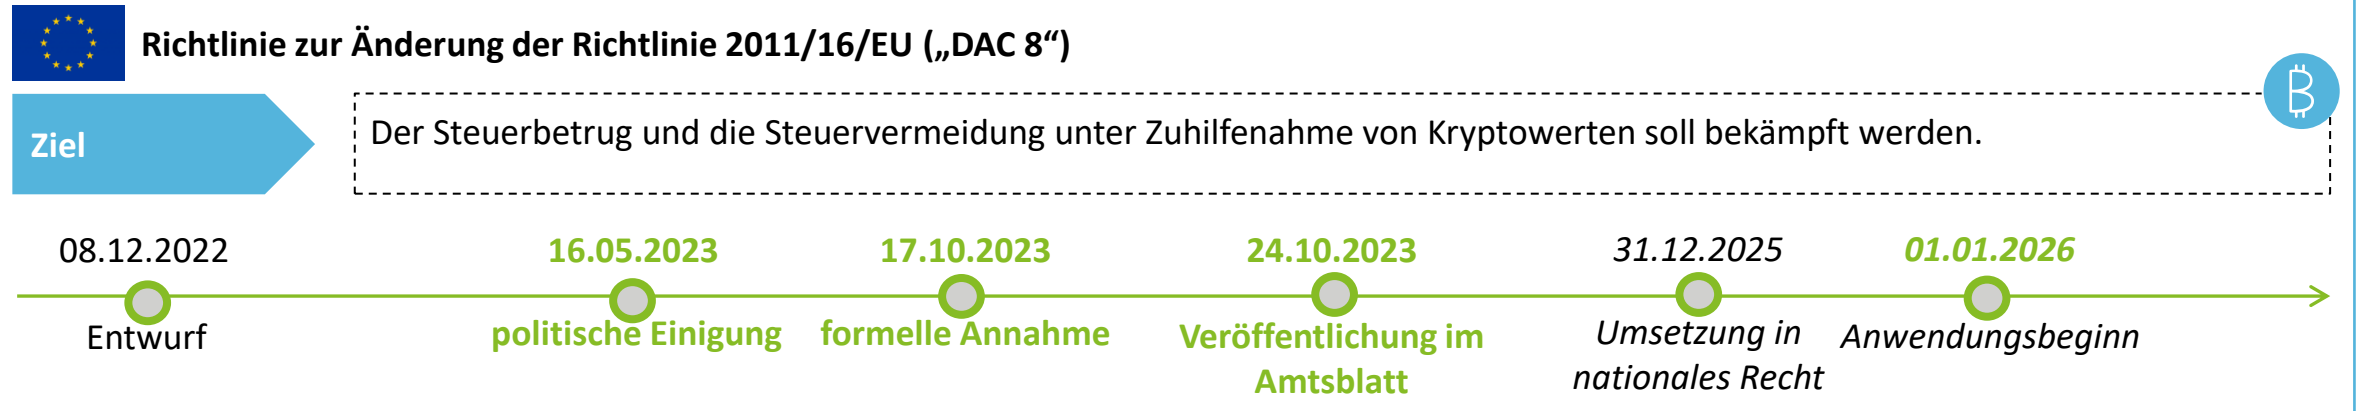 Richtlinie zur Änderung der Richtlinie 2011/16/EU („DAC 8“)
Ziel
Der Steuerbetrug und die Steuervermeidung unter Zuhilfenahme von Kryptowerten soll bekämpft werden.
08.12.2022
Entwurf
16.05.2023
politische Einigung
17.10.2023
formelle Annahme
24.10.2023
Veröffentlichung im
Amtsblatt
31.12.2025
Umsetzung in
nationales Recht
01.01.2026
Anwendungsbeginn